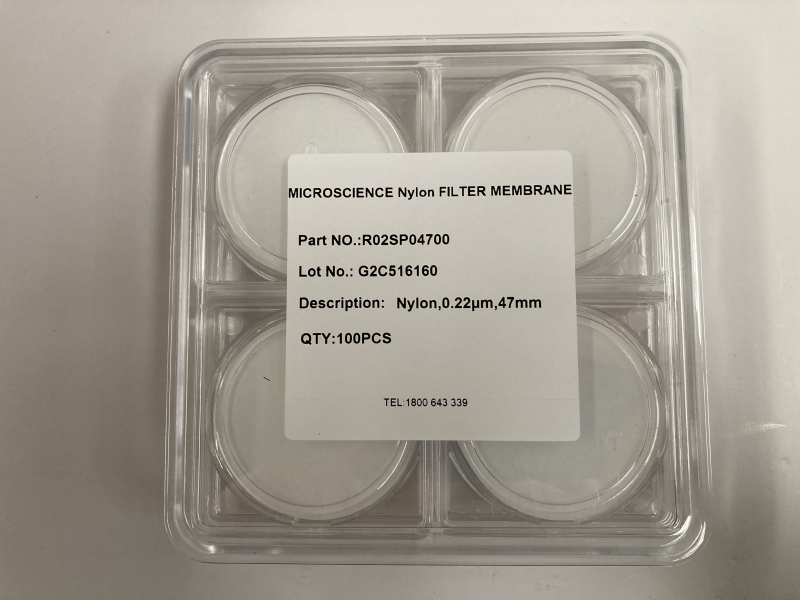 MICROSCIENCE Nylon FILTER MEMBRANE
Part NO.:R02SP04700
Lot No.: G2C516160
Description: Nylon,0.22μm,47mm
QTY:100PCS
TEL:1800 643 339